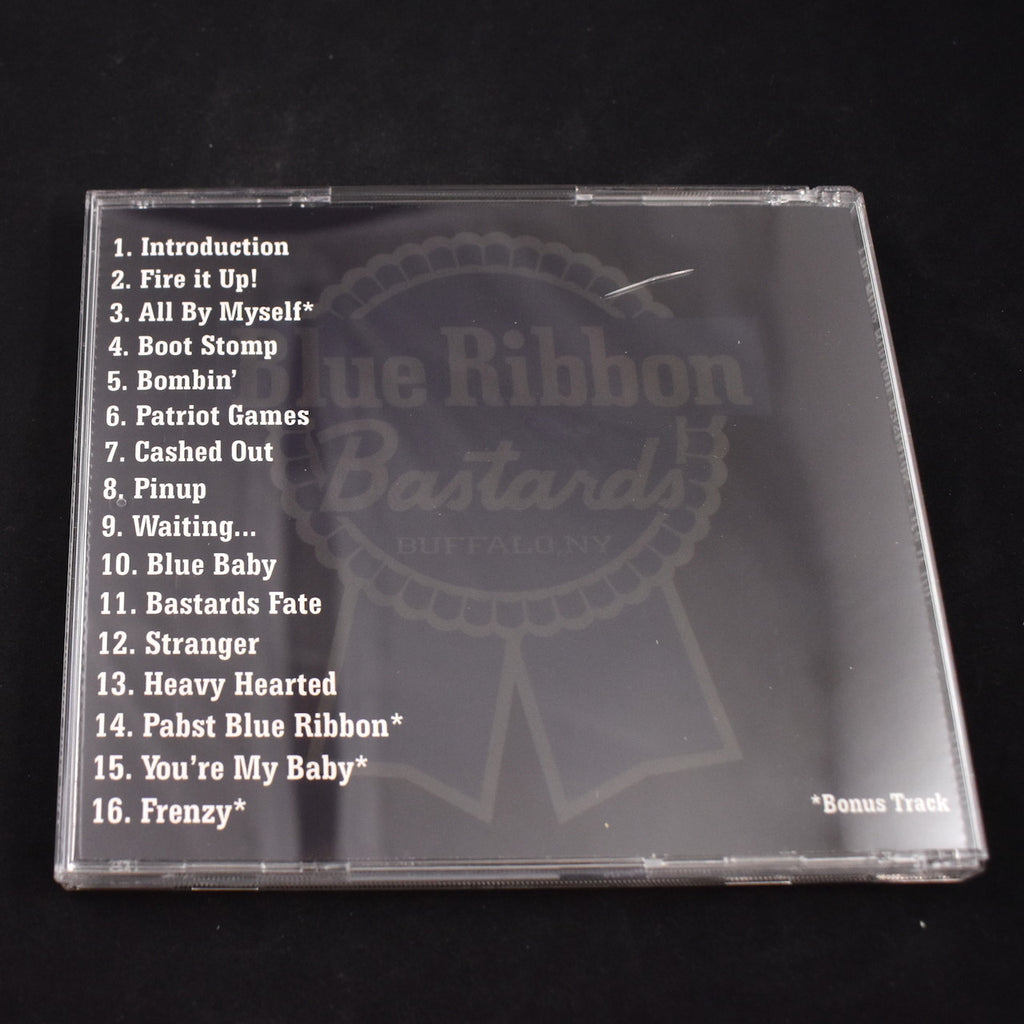 1. Introduction
2. Fire it Up!
3. All By Myself*
4. Boot Stomp
5. Bombin'
6. Patriot Games
7. Cashed Out
8. Pinup
9. Waiting...
10. Blue Baby
11. Bastards Fate
12. Stranger
13. Heavy Hearted
14. Pabst Blue Ribbon*
15. You're My Baby*
16. Frenzy*
Blue Ribbon
Bastards
BUFFALO, NY
*Bonus Track